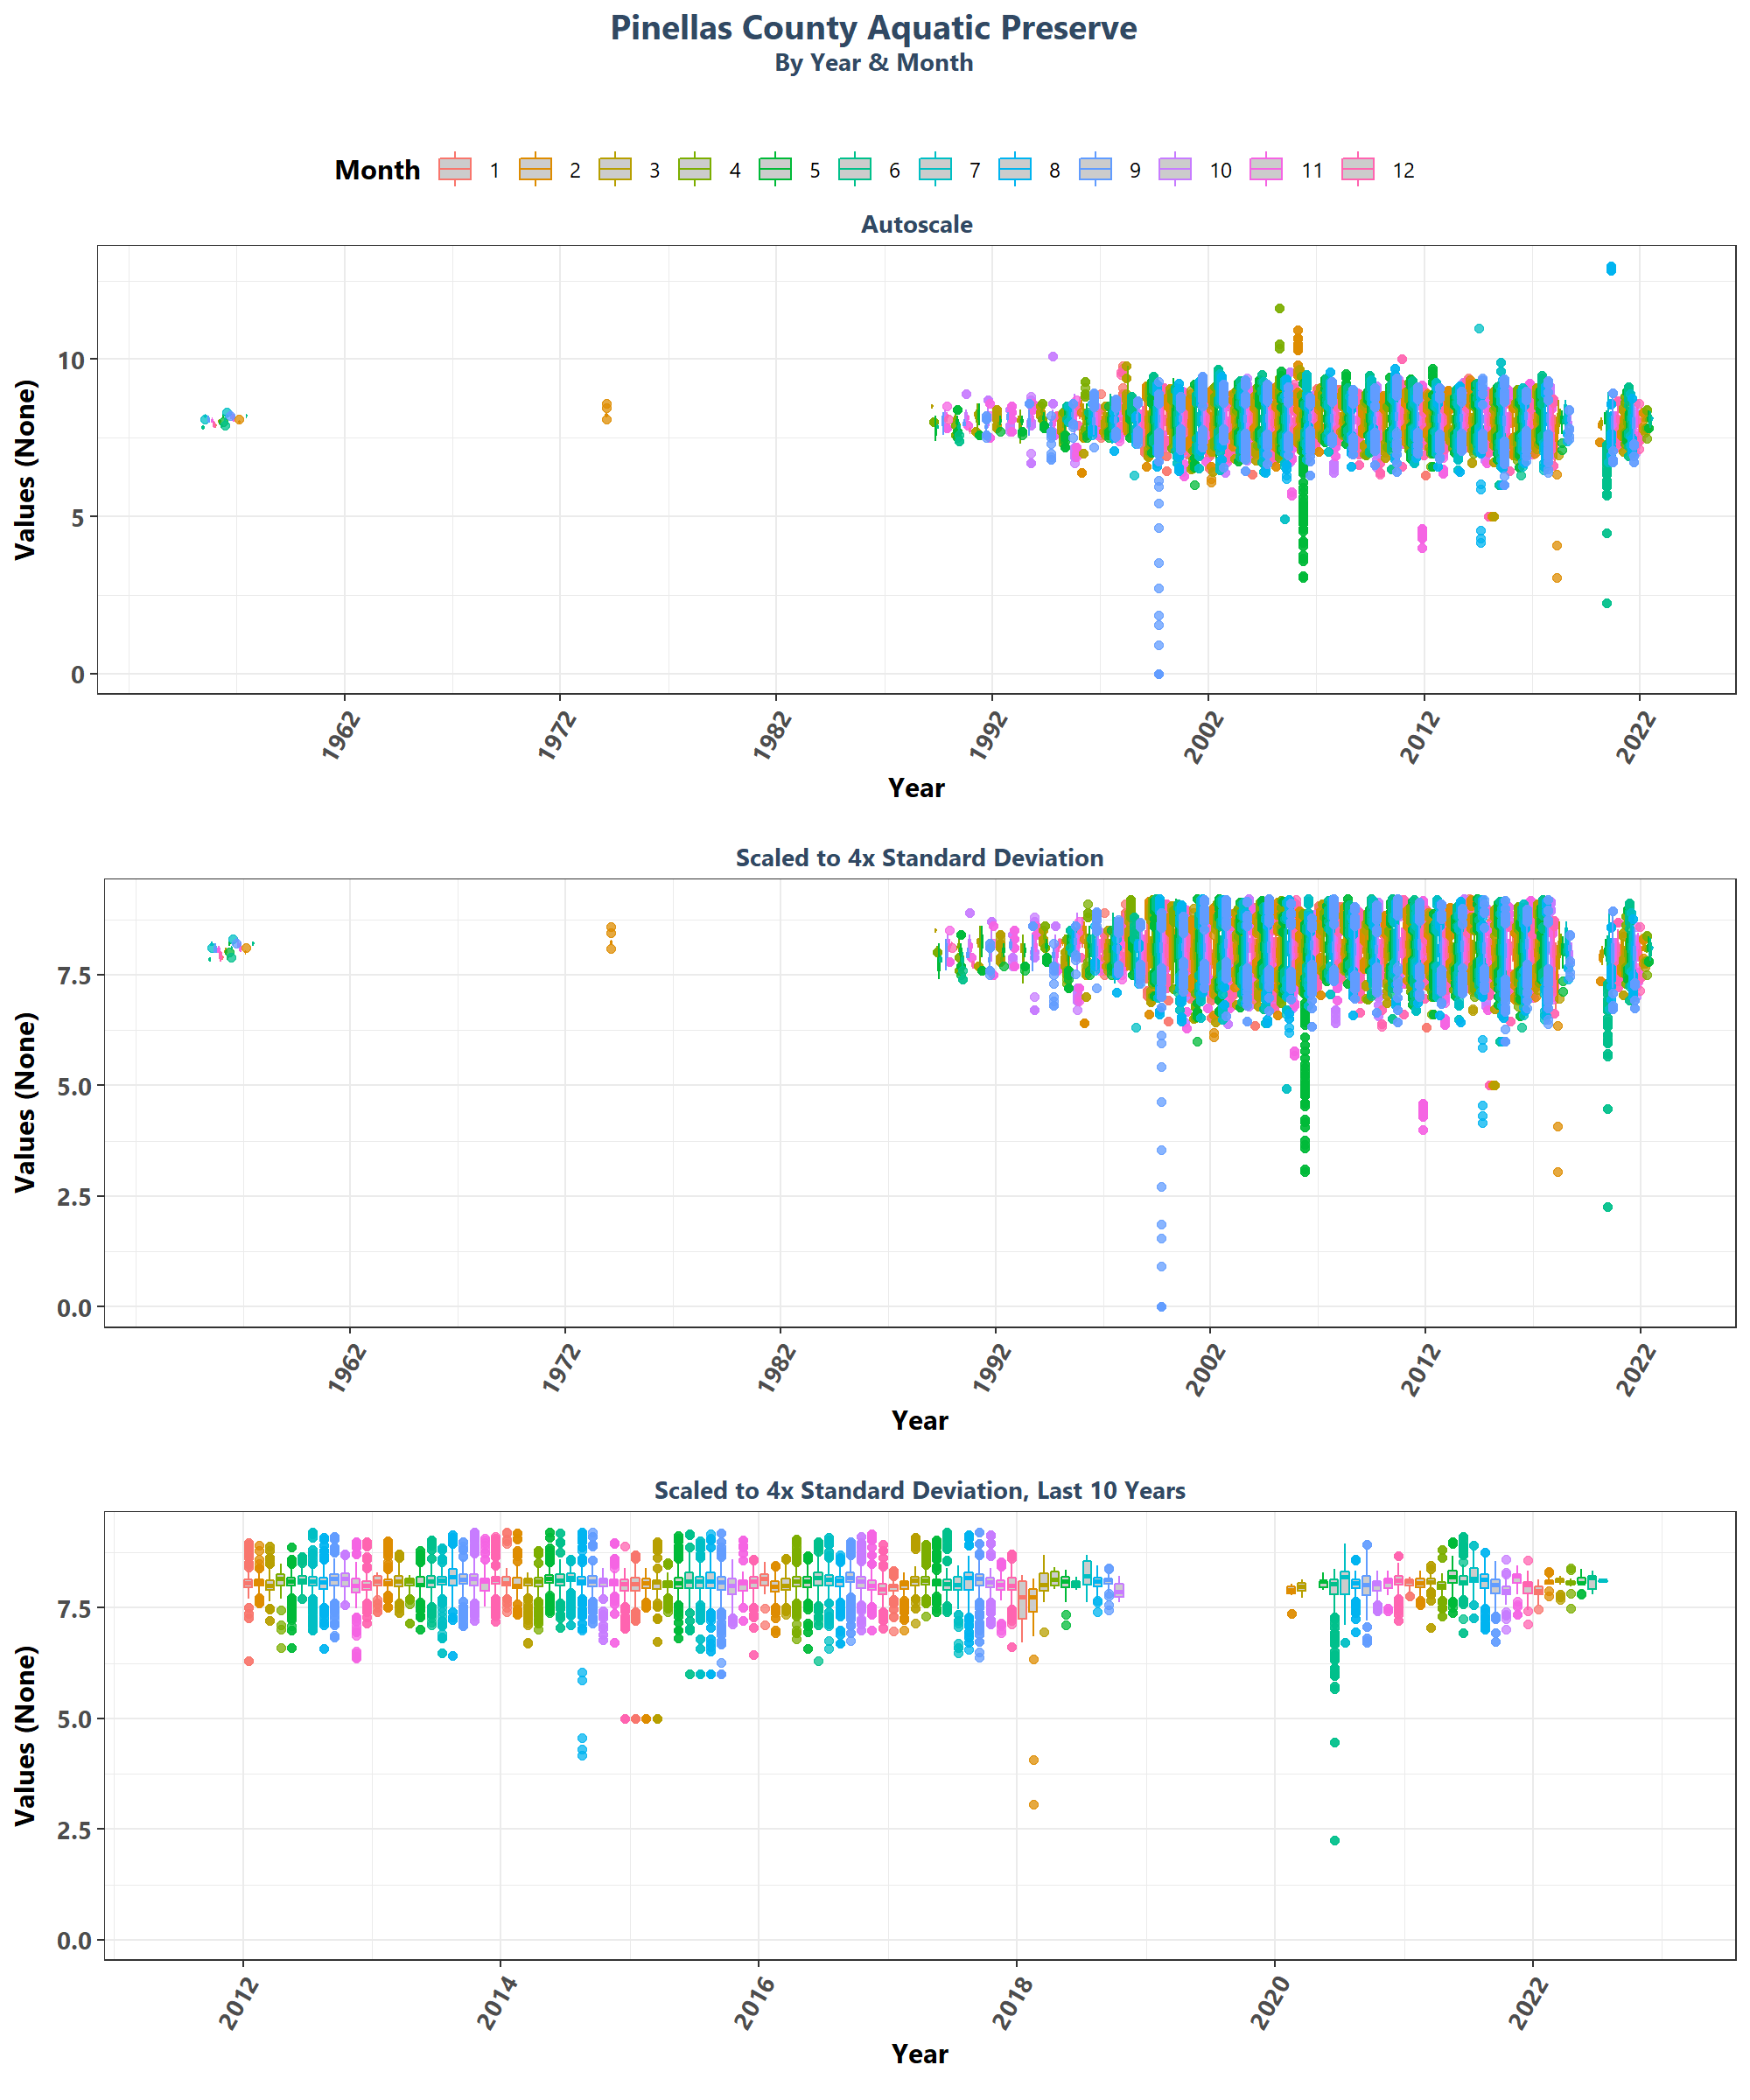 Pinellas County Aquatic Preserve
By Year & Month
Month 1 2 3 4 5 6 7 8 9 10 11 12
Autoscale
Values (None)
10
5
0
1962 1972 1982 1992 2002 2012 2022
Year
Scaled to 4x Standard Deviation
Values (None)
7.5
5.0
2.5
0.0
1962 1972 1982 1992 2002 2012 2022
Year
Scaled to 4x Standard Deviation, Last 10 Years
Values (None)
7.5
5.0
2.5
0.0
2012 2014 2016 2018 2020 2022
Year